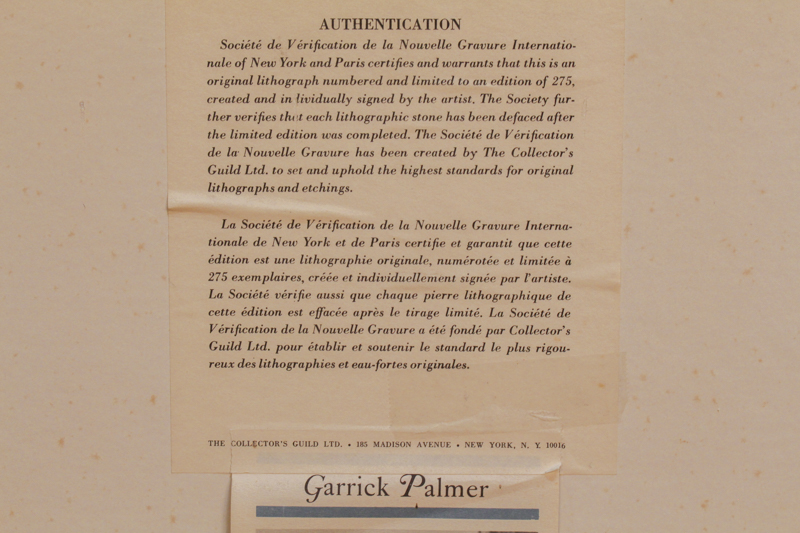 AUTHENTICATION
Société de Vérification de la Nouvelle Gravure Internatio-
nale of New York and Paris certifies and warrants that this is an
original lithograph numbered and limited to an edition of 275,
created and individually signed by the artist. The Society fur-
ther verifies that each lithographic stone has been defaced after
the limited edition was completed. The Société de Vérification
de la Nouvelle Gravure has been created by The Collector's
Guild Ltd. to set and uphold the highest standards for original
lithographs and etchings.
La Société de Vérification de la Nouvelle Gravure Interna-
tionale de New York et de Paris certifie et garantit que cette
édition est une lithographie originale, numérotée et limitée à
275 exemplaires, créée et individuellement signée par l'artiste.
La Société vérifie aussi que chaque pierre lithographique de
cette édition est effacée après le tirage limité. La Société de
Vérification de la Nouvelle Gravure a été fondé par Collector's
Guild Ltd. pour établir et soutenir le standard le plus rigou-
reux des lithographies et eau-fortes originales.
THE COLLECTOR'S GUILD LTD. • 185 MADISON AVENUE • NEW YORK, N. Y. 10016
Garrick Palmer